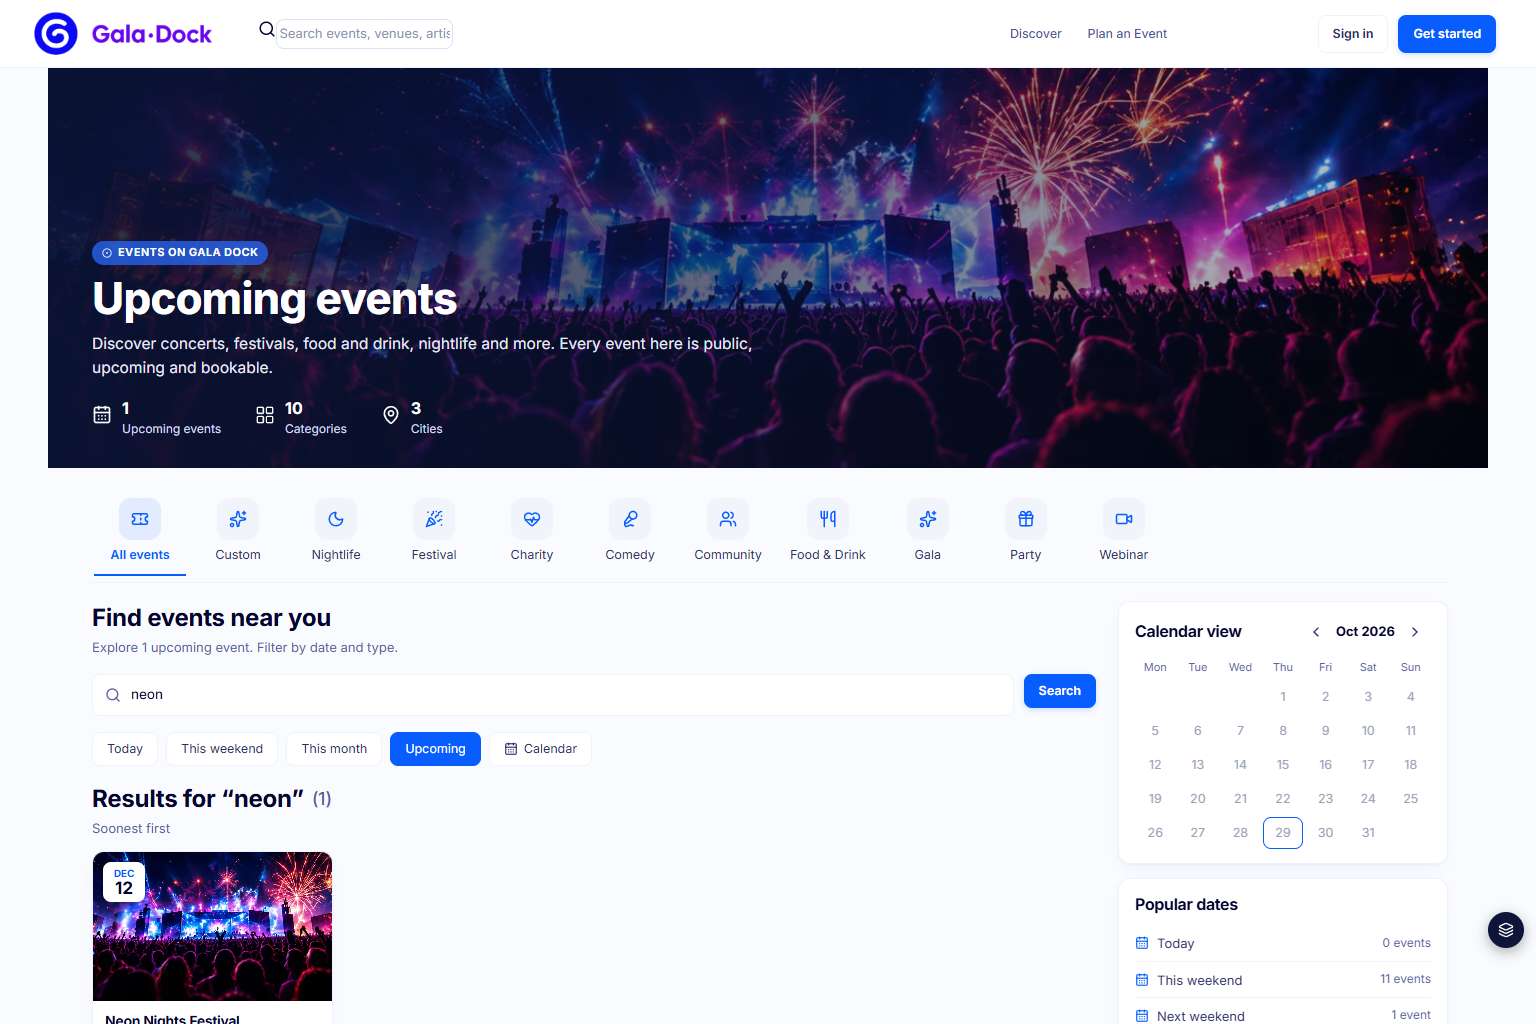 Gala·Dock
Search events, venues, artis
Discover
Plan an Event
Sign in
Get started
EVENTS ON GALA DOCK
Upcoming events
Discover concerts, festivals, food and drink, nightlife and more. Every event here is public,
upcoming and bookable.
1
Upcoming events
10
Categories
3
Cities
All events
Custom
Nightlife
Festival
Charity
Comedy
Community
Food & Drink
Gala
Party
Webinar
Find events near you
Explore 1 upcoming event. Filter by date and type.
neon
Search
Today
This weekend
This month
Upcoming
Calendar
Results for “neon” (1)
Soonest first
DEC
12
Neon Nights Festival
Calendar view
Oct 2026
Mon Tue Wed Thu Fri Sat Sun
1 2 3 4
5 6 7 8 9 10 11
12 13 14 15 16 17 18
19 20 21 22 23 24 25
26 27 28 29 30 31
Popular dates
Today 0 events
This weekend 11 events
Next weekend 1 event